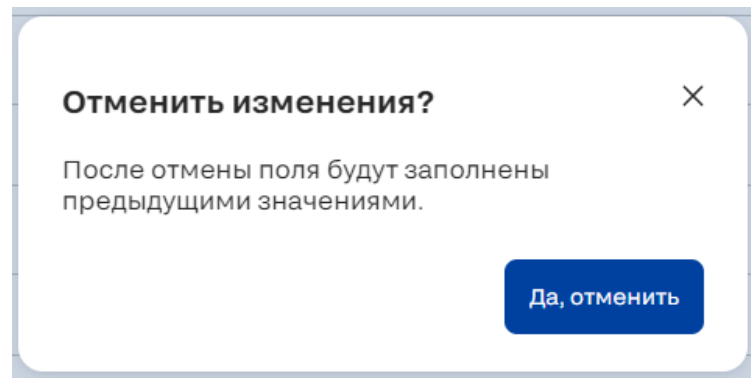 Отменить изменения?
После отмены поля будут заполнены
предыдущими значениями.
Да, отменить